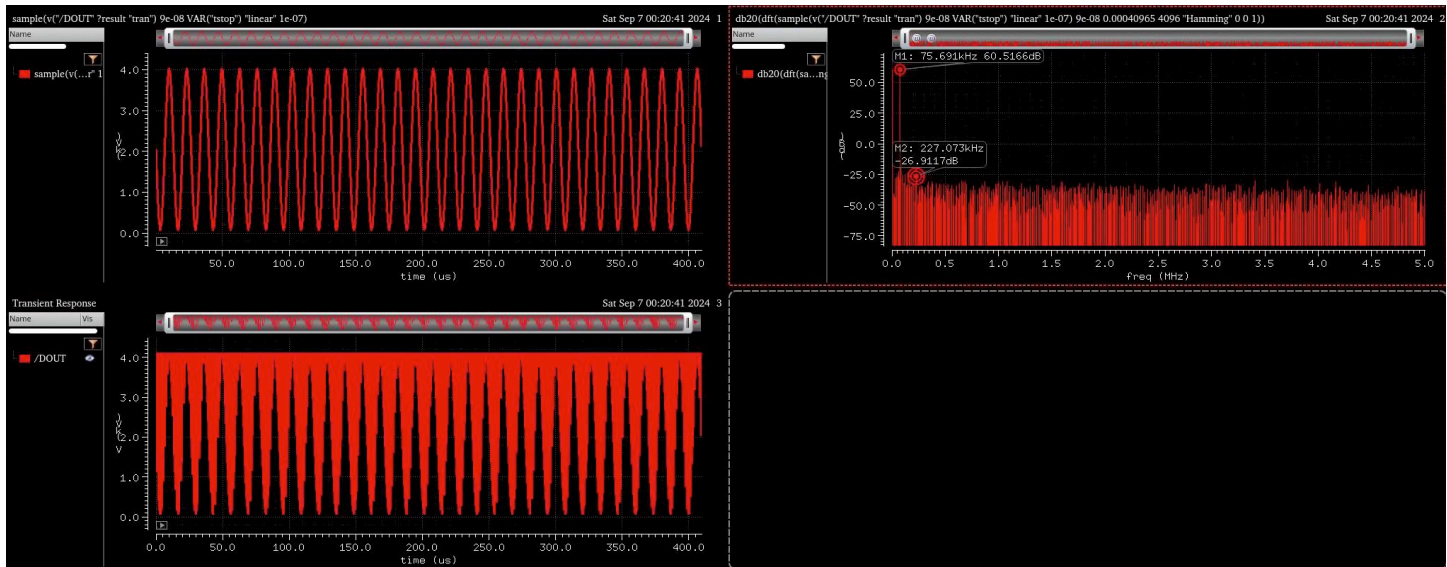 sample(v("/DOUT" ?result "tran") 9e-08 VAR("tstop") "linear" 1e-07)
Sat Sep 7 00:20:41 2024 1
Name
sample(v(...r" 1
4.0
3.0
2.0
1.0
0.0
50.0 100.0 150.0 200.0 250.0 300.0 350.0 400.0
time (us)
db20(dft(sample(v("/DOUT" ?result "tran") 9e-08 VAR("tstop") "linear" 1e-07) 9e-08 0.00040965 4096 "Hamming" 0 0 1))
Sat Sep 7 00:20:41 2024 2
Name
db20(dft(sa...ng
M1: 75.691kHz 60.5166dB
M2: 227.073kHz
-26.9117dB
50.0
25.0
0.0
-25.0
-50.0
-75.0
0.0 0.5 1.0 1.5 2.0 2.5 3.0 3.5 4.0 4.5 5.0
freq (MHz)
Transient Response
Sat Sep 7 00:20:41 2024 3
Name Vis
/DOUT
4.0
3.0
2.0
1.0
0.0
0.0 50.0 100.0 150.0 200.0 250.0 300.0 350.0 400.0
time (us)